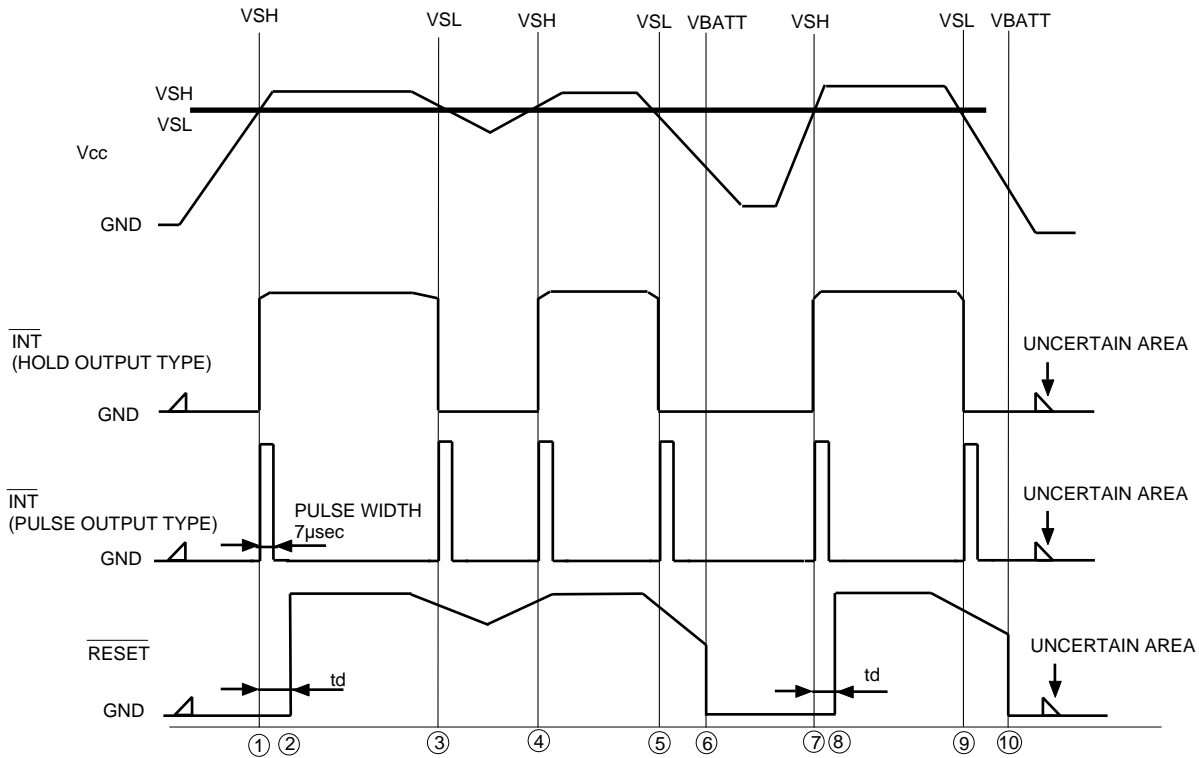 VSH VSL VSH VSL VBATT VSH VSL VBATT
VSH
VSL
Vcc
GND
INT
(HOLD OUTPUT TYPE)
UNCERTAIN AREA
GND
INT
(PULSE OUTPUT TYPE)
PULSE WIDTH
7μsec
UNCERTAIN AREA
GND
RESET
td
td
UNCERTAIN AREA
GND
① ② ③ ④ ⑤ ⑥ ⑦ ⑧ ⑨ ⑩